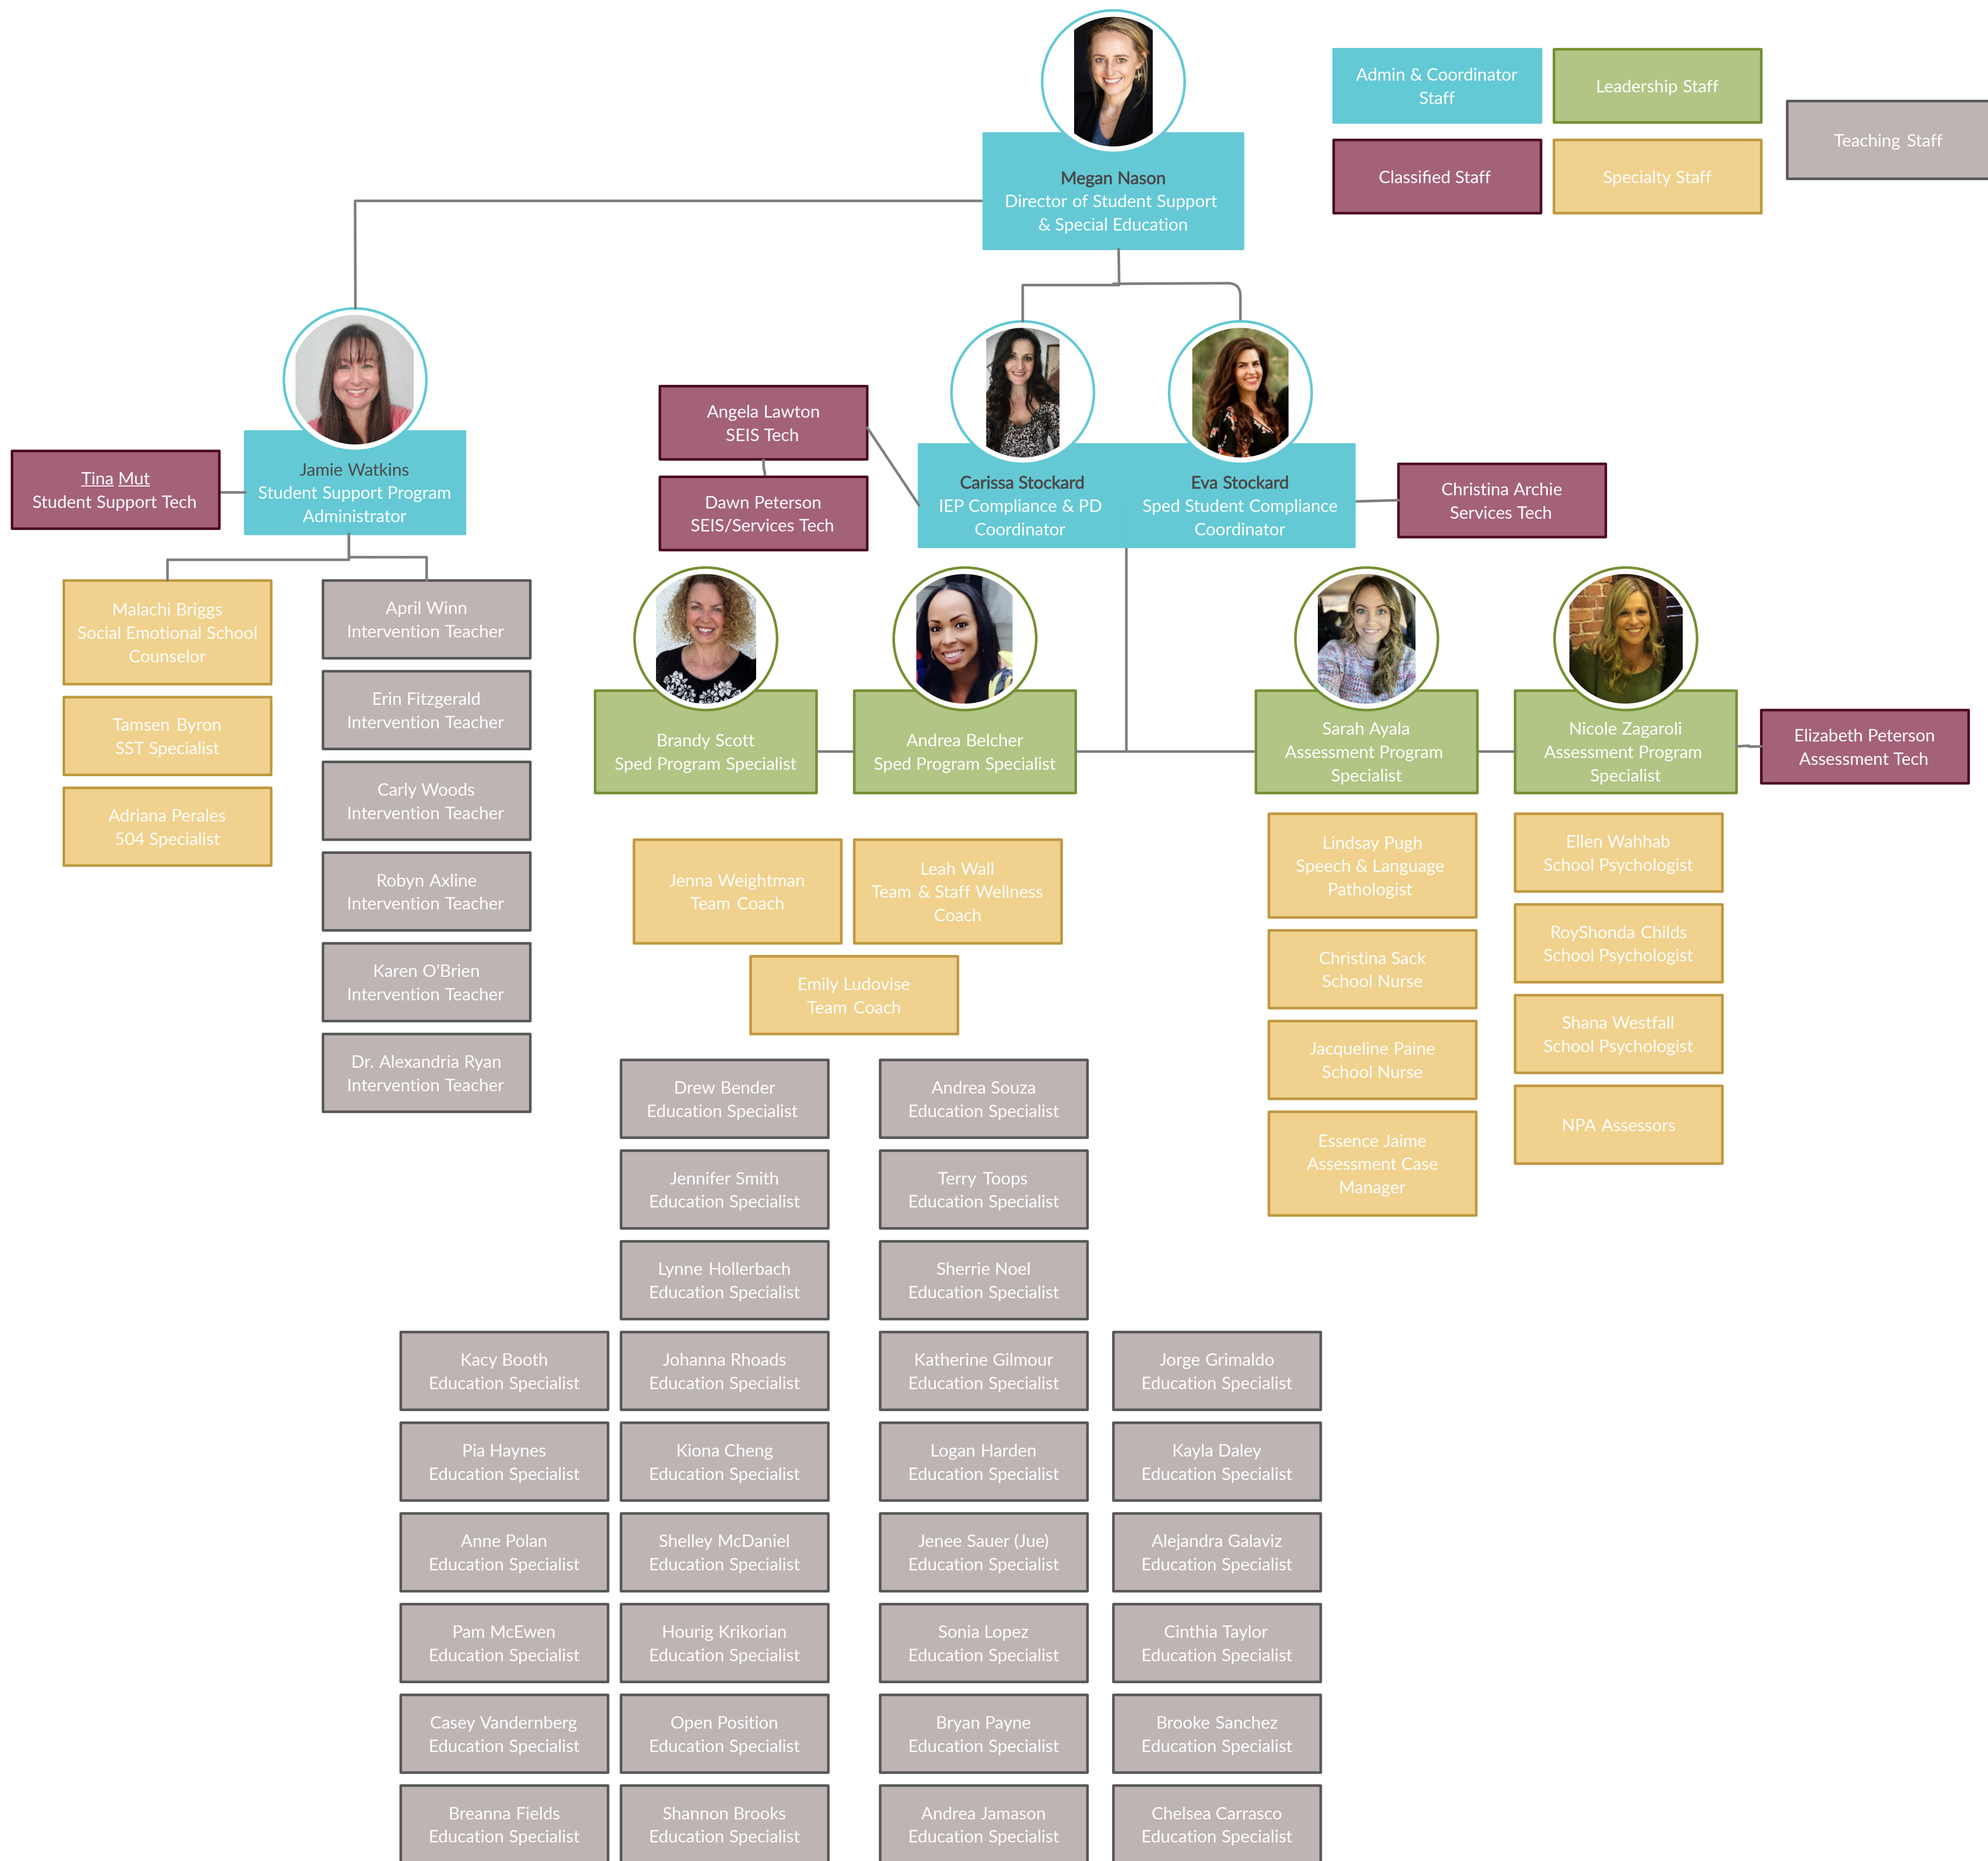 Admin & Coordinator
Staff
Leadership Staff
Teaching Staff
Classified Staff
Specialty Staff
Megan Nason
Director of Student Support
& Special Education
Jamie Watkins
Student Support Program
Administrator
Tina Mut
Student Support Tech
Angela Lawton
SEIS Tech
Dawn Peterson
SEIS/Services Tech
Carissa Stockard
IEP Compliance & PD
Coordinator
Eva Stockard
Sped Student Compliance
Coordinator
Christina Archie
Services Tech
Malachi Briggs
Social Emotional School
Counselor
Tamsen Byron
SST Specialist
Adriana Perales
504 Specialist
April Winn
Intervention Teacher
Erin Fitzgerald
Intervention Teacher
Carly Woods
Intervention Teacher
Robyn Axline
Intervention Teacher
Karen O'Brien
Intervention Teacher
Dr. Alexandria Ryan
Intervention Teacher
Brandy Scott
Sped Program Specialist
Andrea Belcher
Sped Program Specialist
Sarah Ayala
Assessment Program
Specialist
Nicole Zagaroli
Assessment Program
Specialist
Elizabeth Peterson
Assessment Tech
Jenna Weightman
Team Coach
Leah Wall
Team & Staff Wellness
Coach
Emily Ludovise
Team Coach
Lindsay Pugh
Speech & Language
Pathologist
Christina Sack
School Nurse
Jacqueline Paine
School Nurse
Essence Jaime
Assessment Case
Manager
Ellen Wahhab
School Psychologist
RoyShonda Childs
School Psychologist
Shana Westfall
School Psychologist
NPA Assessors
Drew Bender
Education Specialist
Andrea Souza
Education Specialist
Jennifer Smith
Education Specialist
Terry Toops
Education Specialist
Lynne Hollerbach
Education Specialist
Sherrie Noel
Education Specialist
Kacy Booth
Education Specialist
Johanna Rhoads
Education Specialist
Katherine Gilmour
Education Specialist
Jorge Grimaldo
Education Specialist
Pia Haynes
Education Specialist
Kiona Cheng
Education Specialist
Logan Harden
Education Specialist
Kayla Daley
Education Specialist
Anne Polan
Education Specialist
Shelley McDaniel
Education Specialist
Jenee Sauer (Jue)
Education Specialist
Alejandra Galaviz
Education Specialist
Pam McEwen
Education Specialist
Hourig Krikorian
Education Specialist
Sonia Lopez
Education Specialist
Cinthia Taylor
Education Specialist
Casey Vandernberg
Education Specialist
Open Position
Education Specialist
Bryan Payne
Education Specialist
Brooke Sanchez
Education Specialist
Breanna Fields
Education Specialist
Shannon Brooks
Education Specialist
Andrea Jamason
Education Specialist
Chelsea Carrasco
Education Specialist